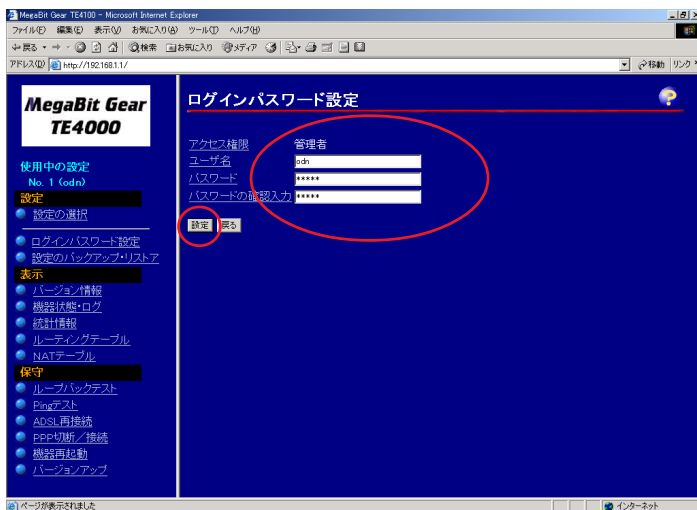 MegaBit Gear TE4100 - Microsoft Internet Explorer
ファイル(F) 編集(E) 表示(V) お気に入り(A) ツール(T) ヘルプ(H)
戻る 検索 お気に入り メディア
アドレス(D) http://192.168.1.1/ 移動 リンク
MegaBit Gear
TE4000
使用中の設定
No. 1 (odn)
設定
設定の選択
ログインパスワード設定
設定のバックアップ・リストア
表示
バージョン情報
機器状態・ログ
統計情報
ルーティングテーブル
NATテーブル
保守
ループバックテスト
Pingテスト
ADSL再接続
PPP切断／接続
機器再起動
バージョンアップ
ログインパスワード設定
アクセス権限 管理者
ユーザ名 odn
パスワード *****
パスワードの確認入力 *****
設定 戻る
ページが表示されました インターネット